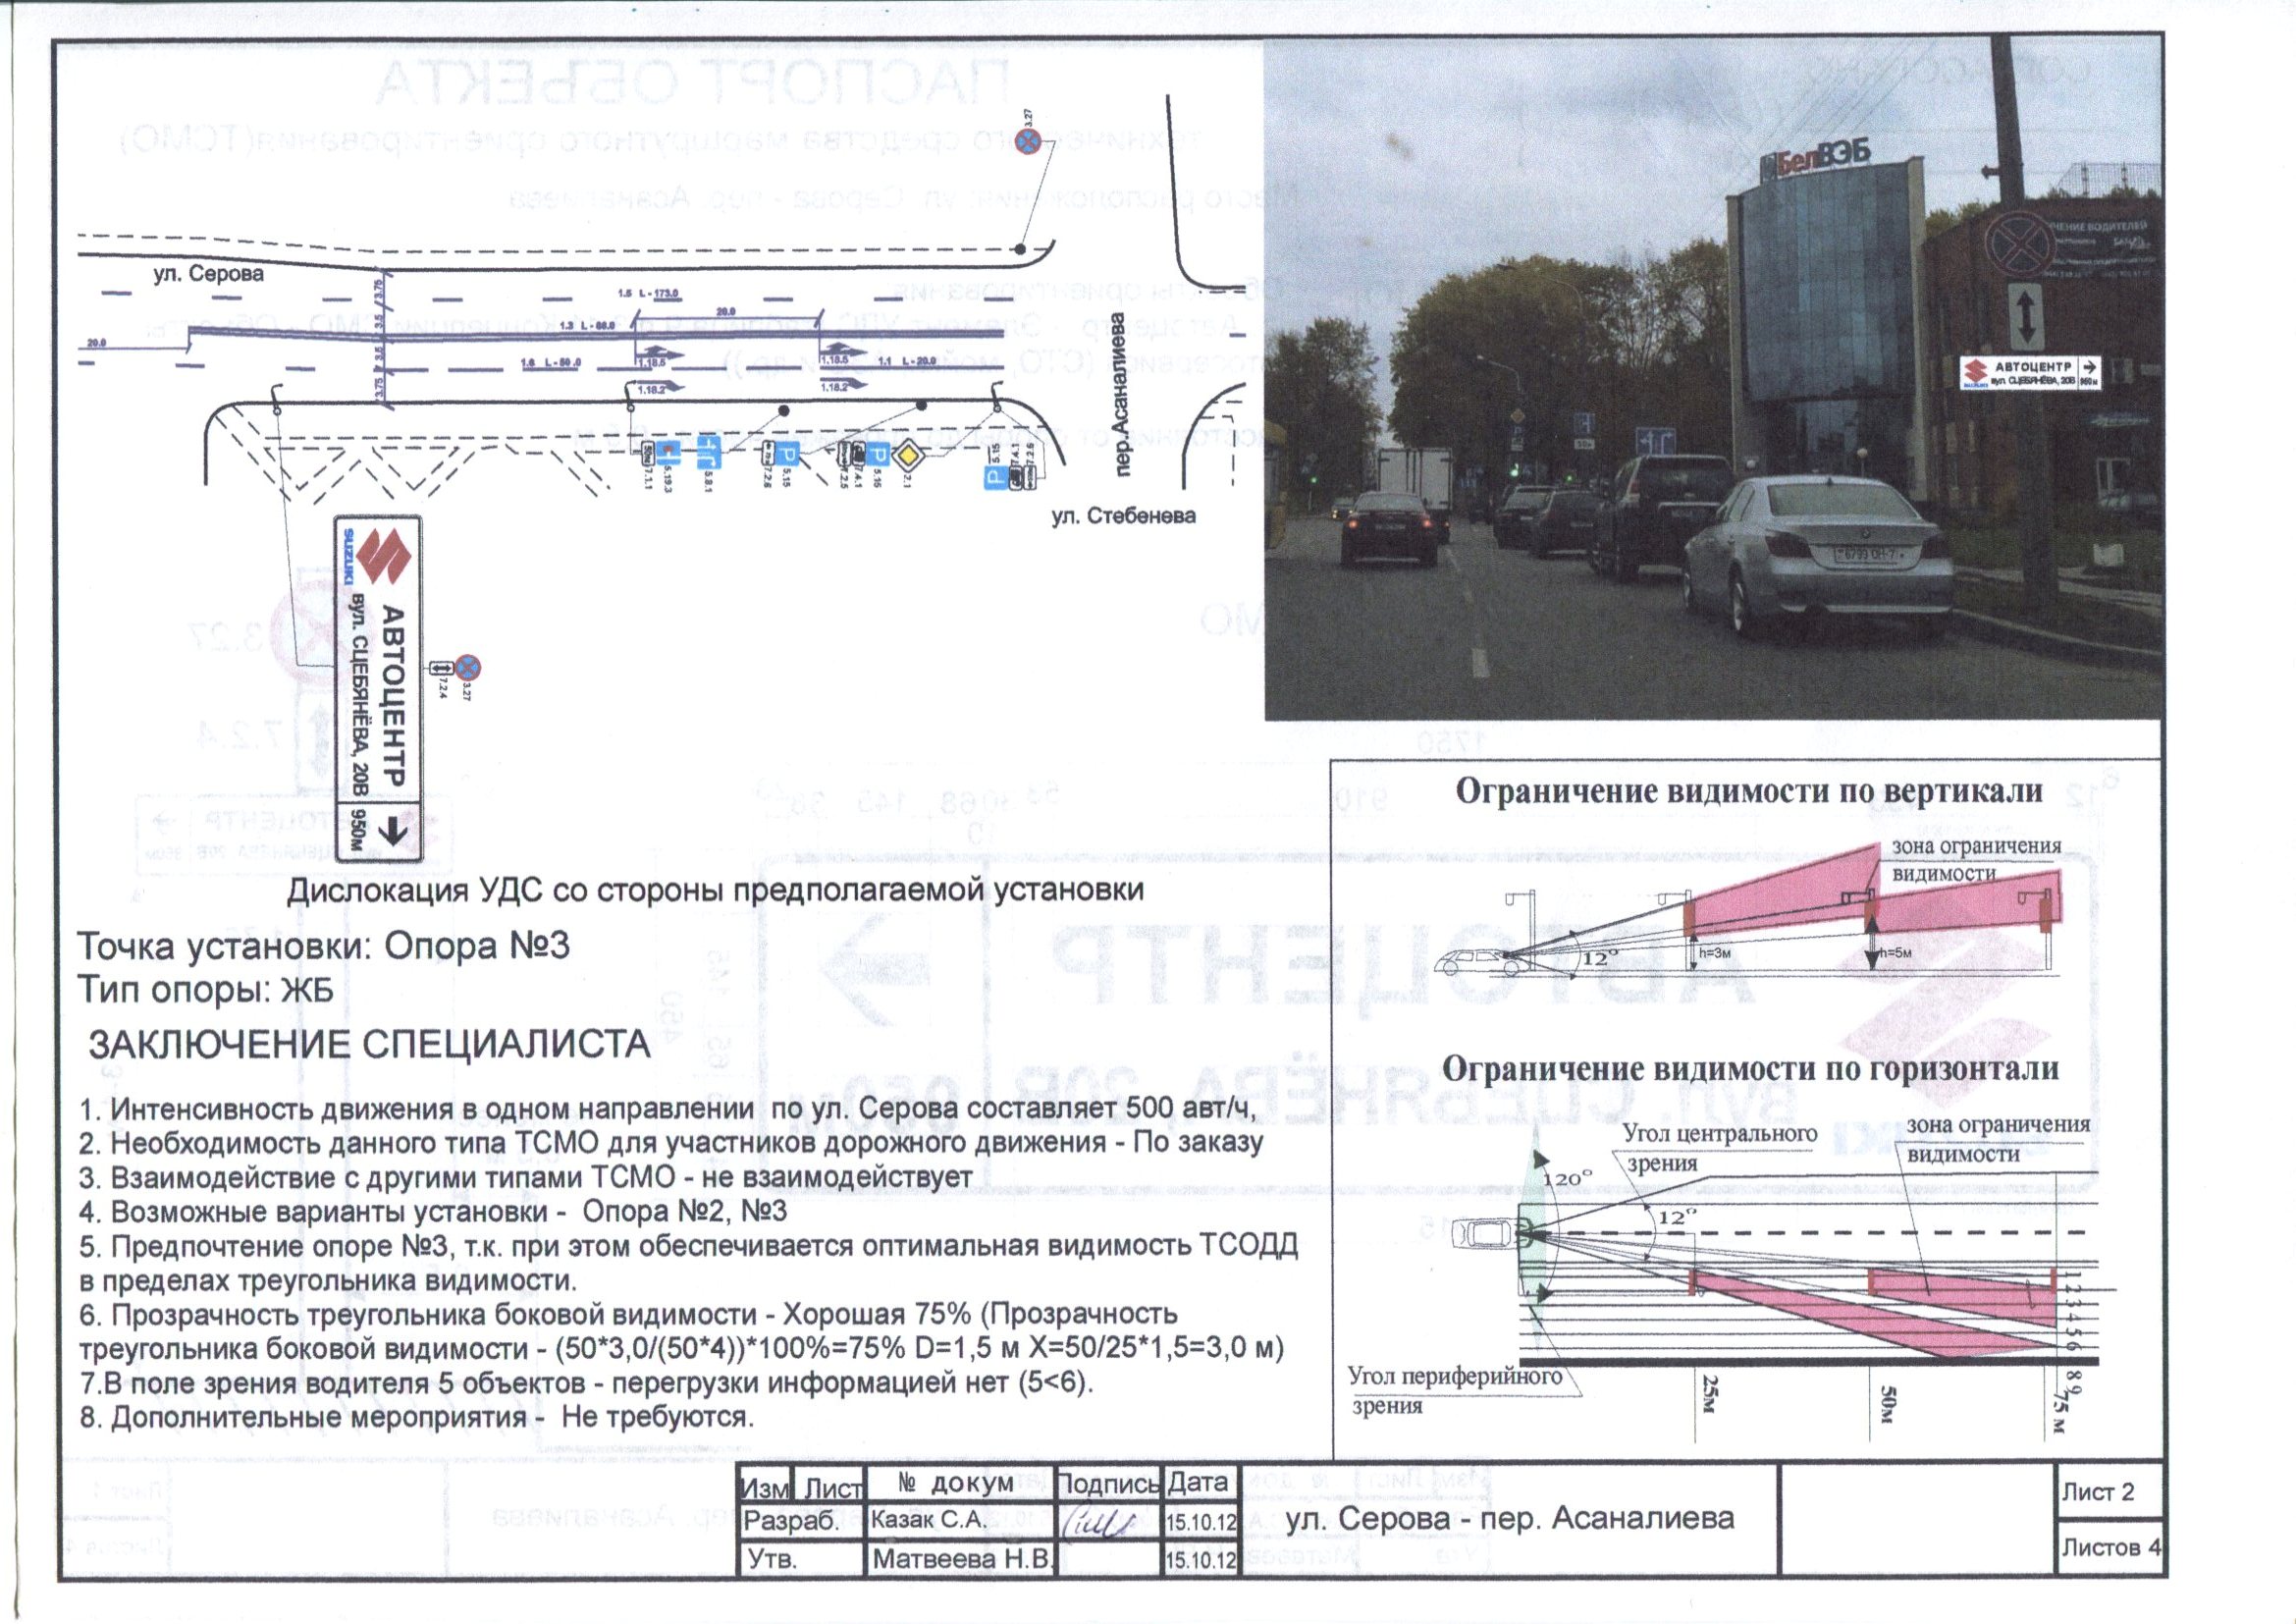 3.27
ул. Серова
3.75
3.5
3.5
3.75
20.0
1.5 L-173.0
1.3 L-60.0
20.0
1.6 L-50.0
1.18.5
1.18.5
1.1 L-20.0
1.18.2
1.18.2
пер.Асаналиева
ул. Стебенева
50м
7.1.1
5.19.3
5.8.1
7.2.6
P
5.15
7.4.1
P
5.15
2.1
P
5.15
SUZUKI
АВТОЦЕНТР
вул. СЦЕБЯНЁВА, 20В
950м
7.2.4
3.27
БелВЭБ
АВТОЦЕНТР
вул. СЦЕБЯНЁВА, 20В
950м
Дислокация УДС со стороны предполагаемой установки
Точка установки: Опора №3
Тип опоры: ЖБ
ЗАКЛЮЧЕНИЕ СПЕЦИАЛИСТА
1. Интенсивность движения в одном направлении по ул. Серова составляет 500 авт/ч,
2. Необходимость данного типа ТСМО для участников дорожного движения - По заказу
3. Взаимодействие с другими типами ТСМО - не взаимодействует
4. Возможные варианты установки - Опора №2, №3
5. Предпочтение опоре №3, т.к. при этом обеспечивается оптимальная видимость ТСОДД
в пределах треугольника видимости.
6. Прозрачность треугольника боковой видимости - Хорошая 75% (Прозрачность
треугольника боковой видимости - (50*3,0/(50*4))*100%=75% D=1,5 м X=50/25*1,5=3,0 м)
7.В поле зрения водителя 5 объектов - перегрузки информацией нет (5<6).
8. Дополнительные мероприятия - Не требуются.
Ограничение видимости по вертикали
зона ограничения
видимости
12°
h=3м
h=5м
Ограничение видимости по горизонтали
Угол центрального
зрения
зона ограничения
видимости
120°
12°
Угол периферийного
зрения
1 2 3 4 5 6 8 9
25м
50м
75 м
Изм Лист № докум Подпись Дата
Разраб. Казак С.А. 15.10.12
Утв. Матвеева Н.В. 15.10.12
ул. Серова - пер. Асаналиева
Лист 2
Листов 4